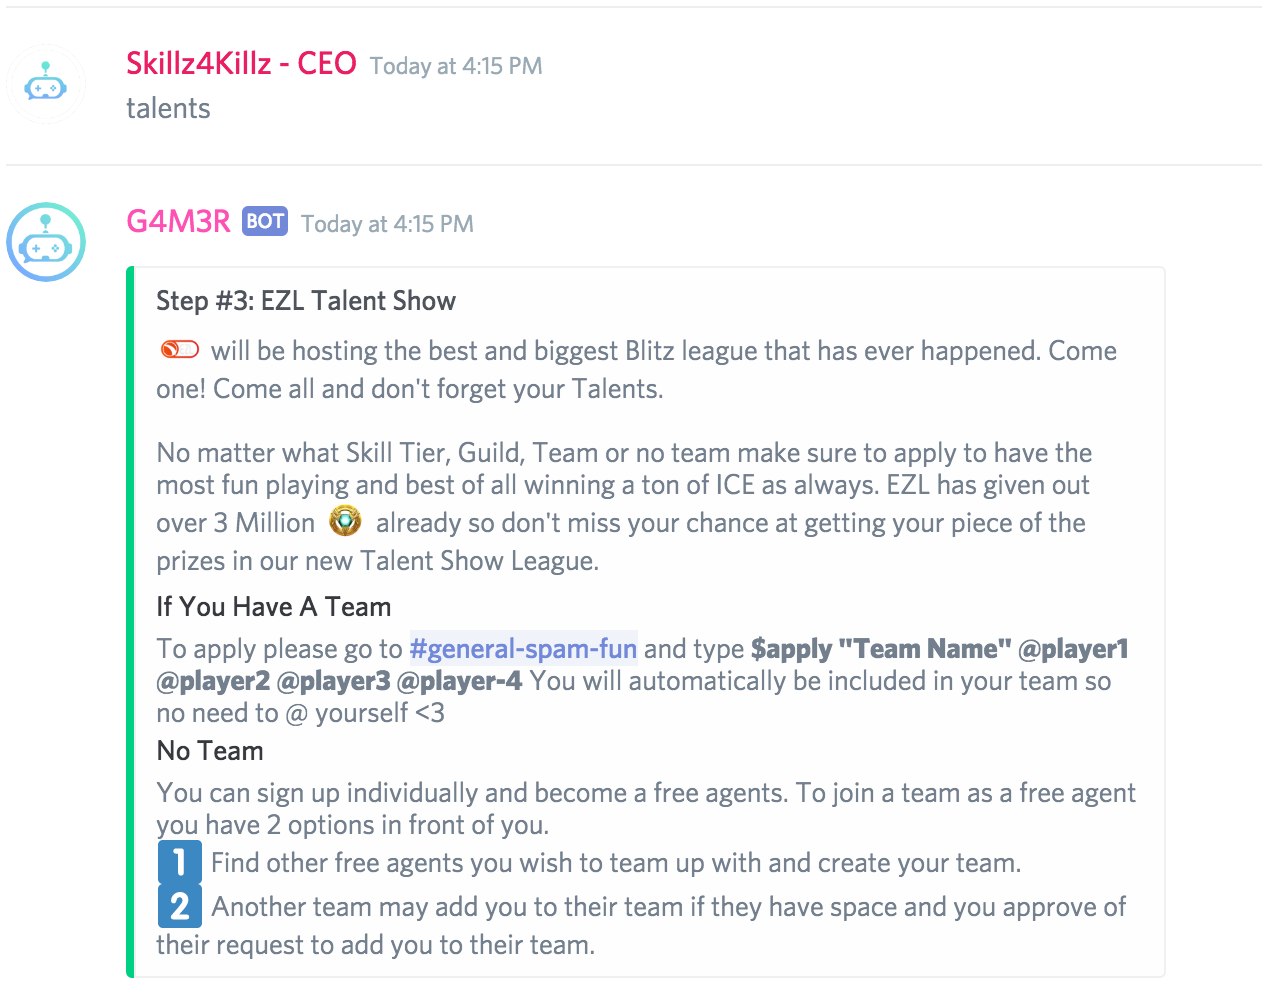 Skillz4Killz - CEO Today at 4:15 PM
talents
G4M3R BOT Today at 4:15 PM
Step #3: EZL Talent Show
will be hosting the best and biggest Blitz league that has ever happened. Come
one! Come all and don't forget your Talents.
No matter what Skill Tier, Guild, Team or no team make sure to apply to have the
most fun playing and best of all winning a ton of ICE as always. EZL has given out
over 3 Million already so don't miss your chance at getting your piece of the
prizes in our new Talent Show League.
If You Have A Team
To apply please go to #general-spam-fun and type $apply "Team Name" @player1
@player2 @player3 @player-4 You will automatically be included in your team so
no need to @ yourself <3
No Team
You can sign up individually and become a free agents. To join a team as a free agent
you have 2 options in front of you.
1 Find other free agents you wish to team up with and create your team.
2 Another team may add you to their team if they have space and you approve of
their request to add you to their team.